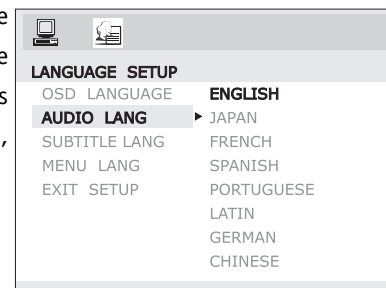 e
e
s
,
LANGUAGE SETUP
OSD LANGUAGE ENGLISH
AUDIO LANG ▶ JAPAN
SUBTITLE LANG FRENCH
MENU LANG SPANISH
EXIT SETUP PORTUGUESE
LATIN
GERMAN
CHINESE